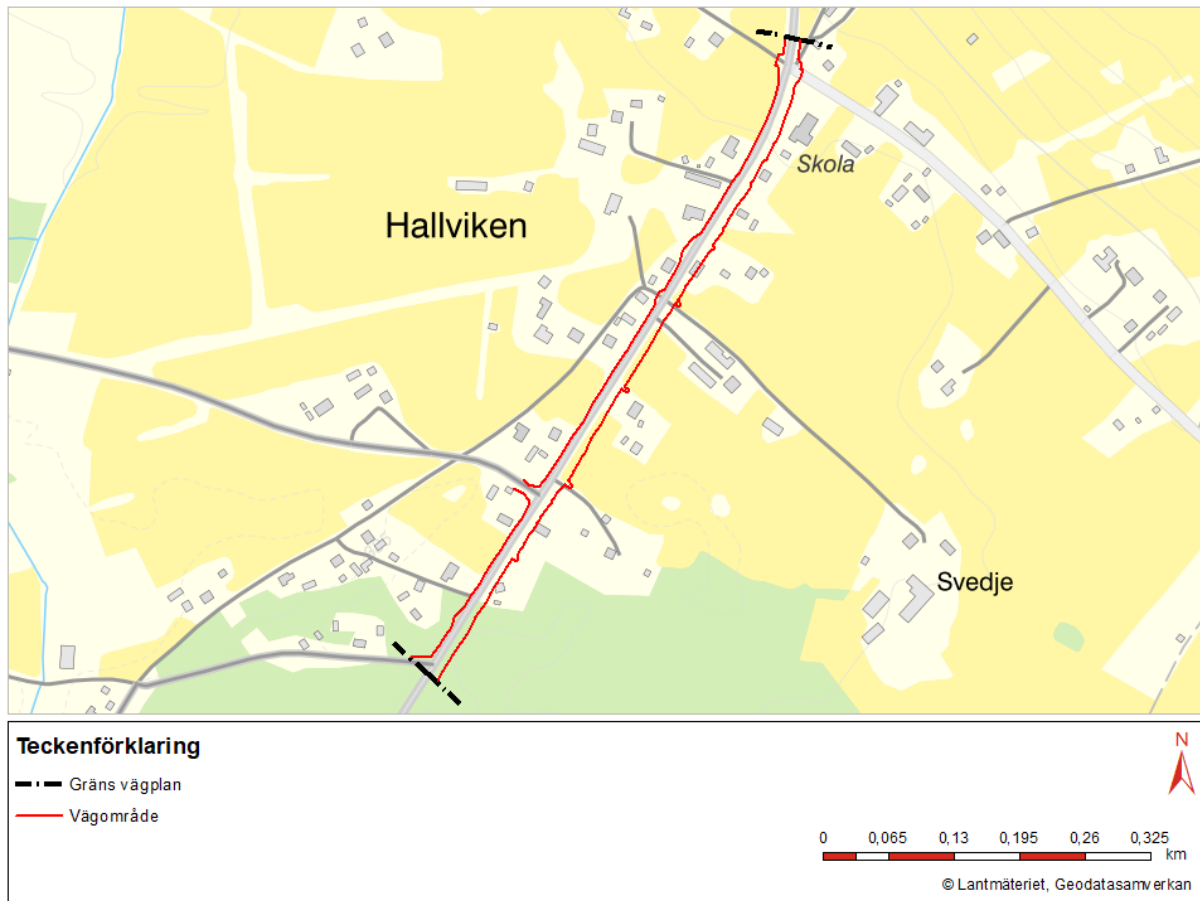 Skola
Hallviken
Svedje
Teckenförklaring
Gräns vägplan
Vägområde
N
0 0,065 0,13 0,195 0,26 0,325
km
© Lantmäteriet, Geodatasamverkan